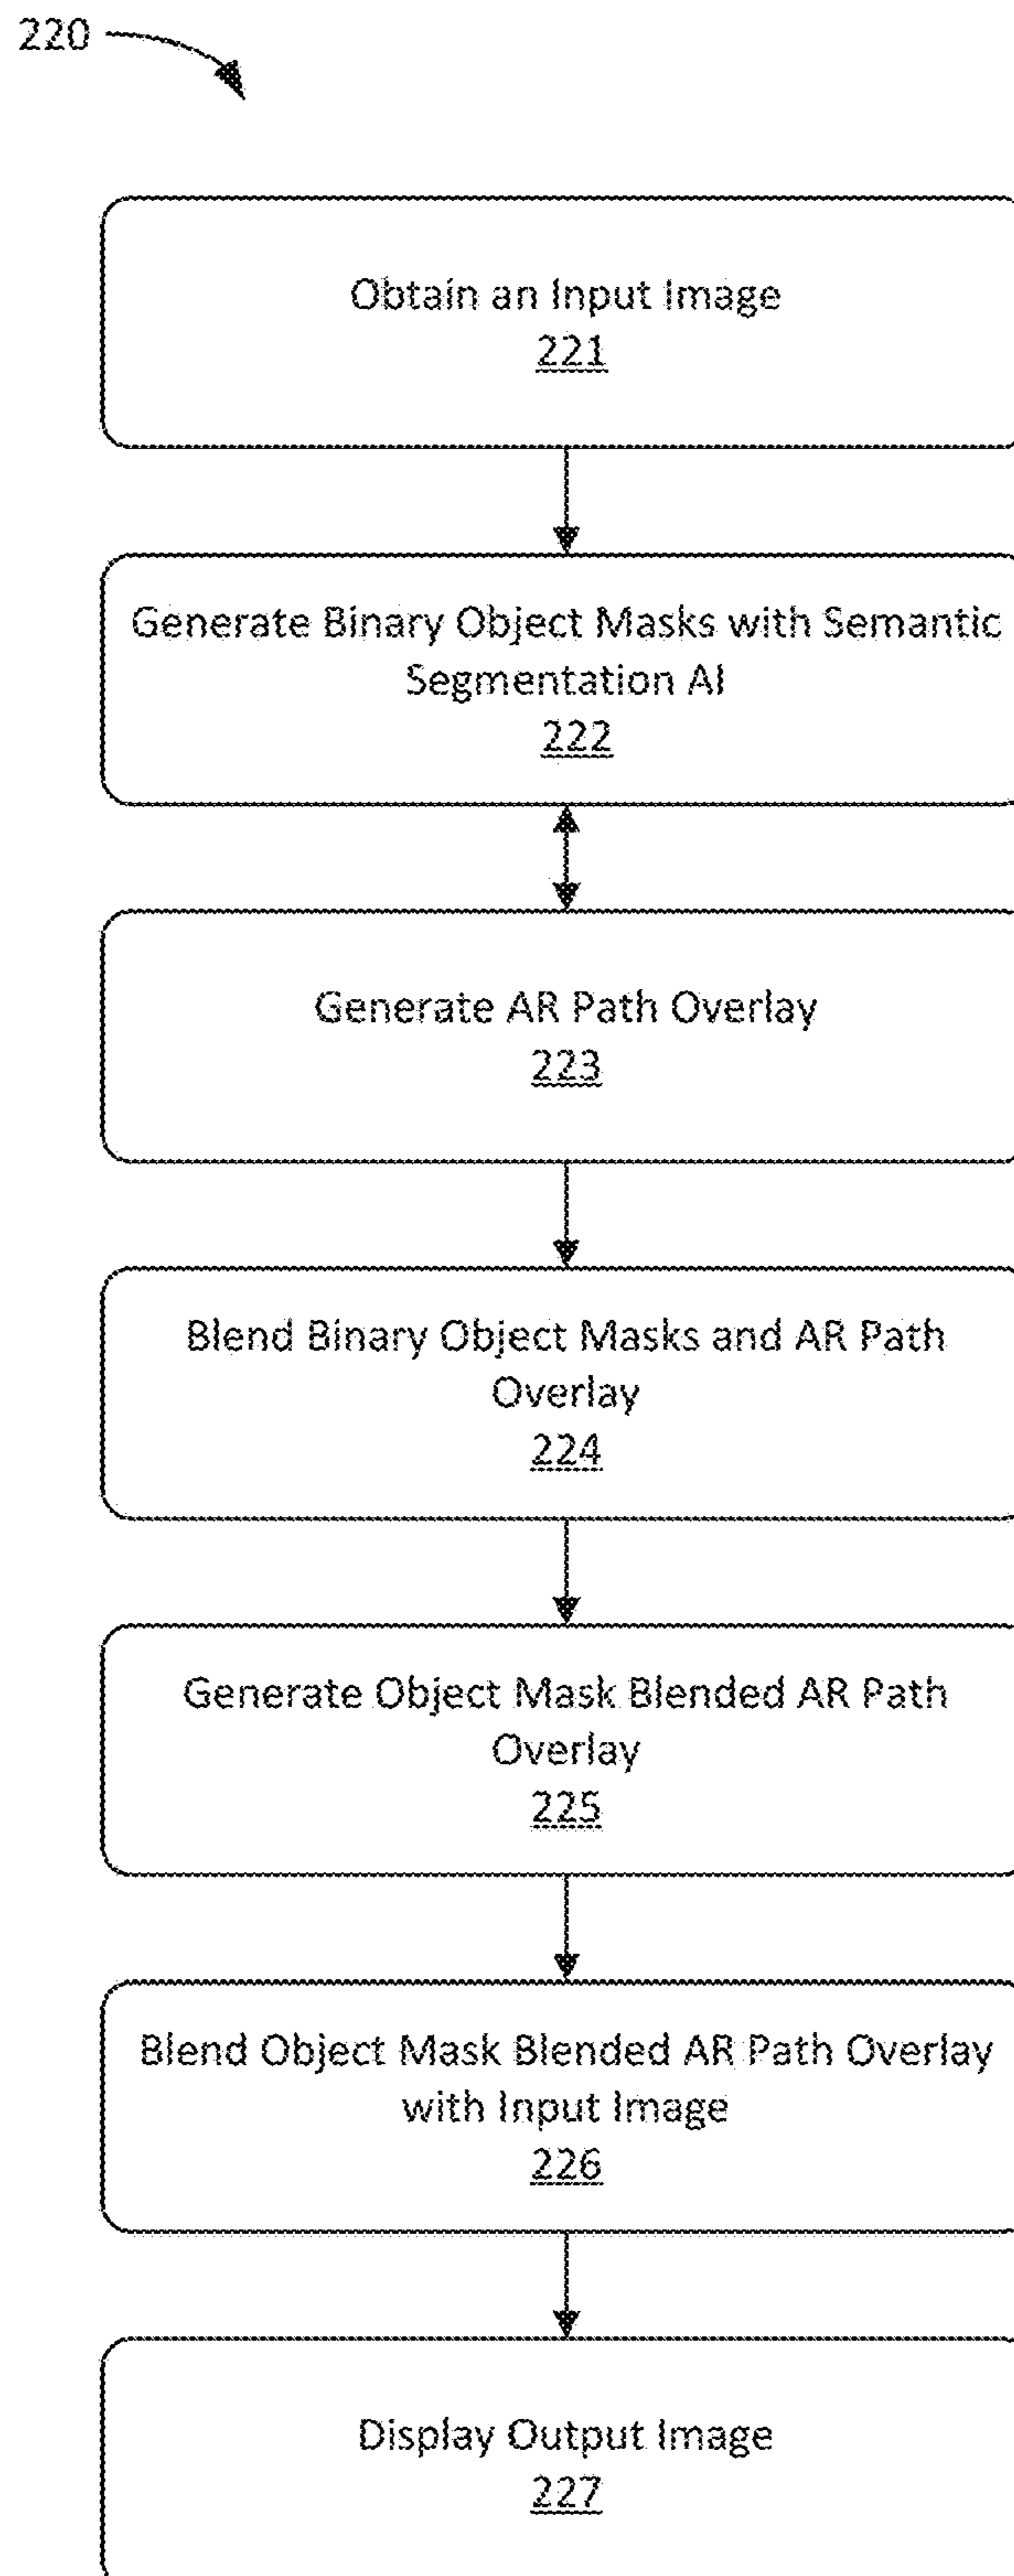 220
Obtain an Input Image
221
Generate Binary Object Masks with Semantic
Segmentation AI
222
Generate AR Path Overlay
223
Blend Binary Object Masks and AR Path
Overlay
224
Generate Object Mask Blended AR Path
Overlay
225
Blend Object Mask Blended AR Path Overlay
with Input Image
226
Display Output Image
227